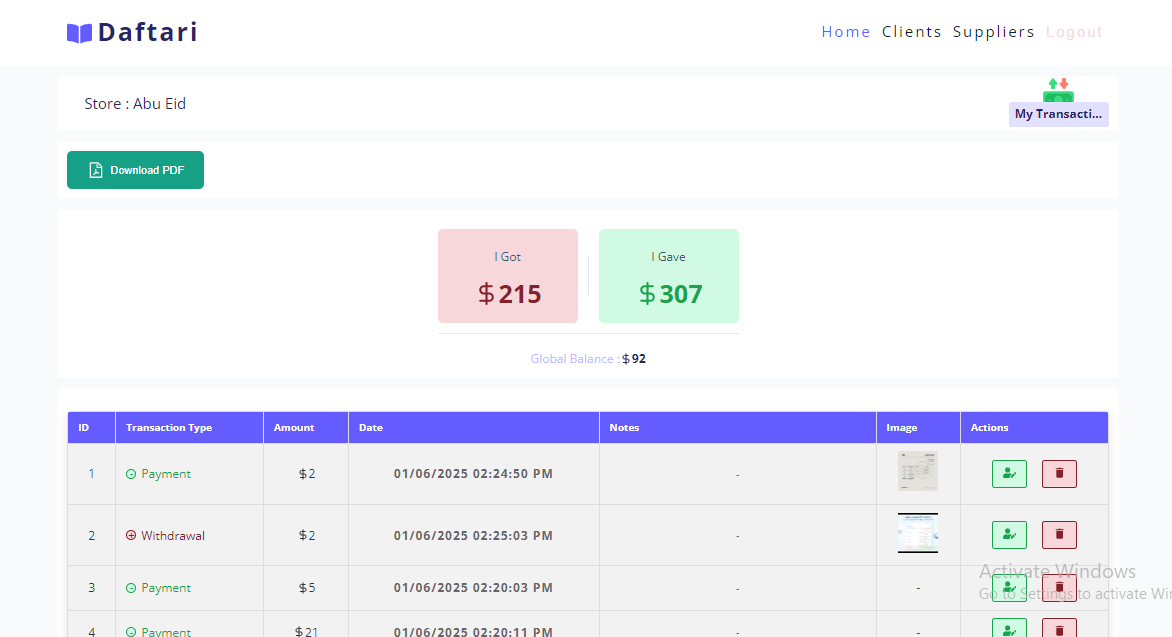 Daftari
Home Clients Suppliers Logout
Store : Abu Eid
My Transacti...
Download PDF
I Got
$215
I Gave
$307
Global Balance : $92
ID Transaction Type Amount Date Notes Image Actions
1 Payment $2 01/06/2025 02:24:50 PM -
2 Withdrawal $2 01/06/2025 02:25:03 PM -
3 Payment $5 01/06/2025 02:20:03 PM - -
4 Payment $21 01/06/2025 02:20:11 PM - -
Activate Windows
Go to Settings to activate Wi